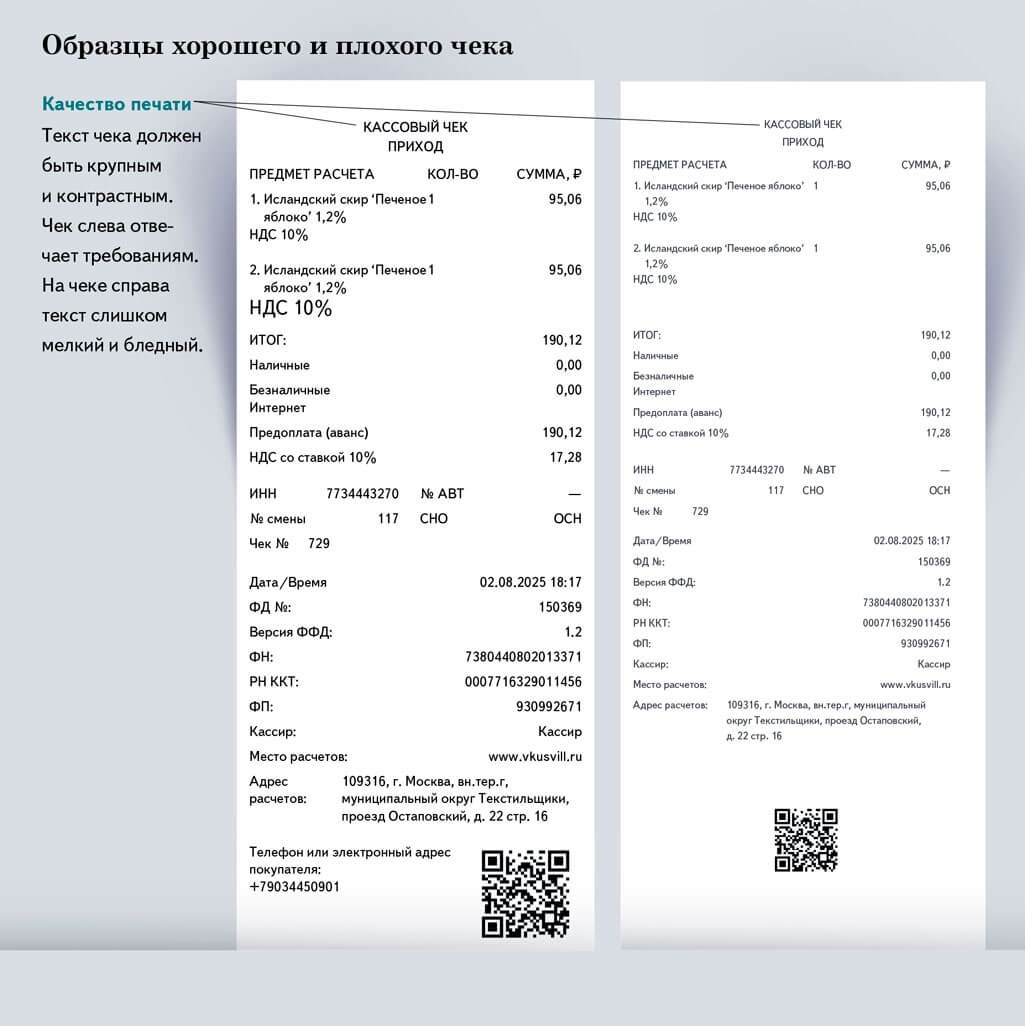 Образцы хорошего и плохого чека
Качество печати
Текст чека должен
быть крупным
и контрастным.
Чек слева отве-
чает требованиям.
На чеке справа
текст слишком
мелкий и бледный.
КАССОВЫЙ ЧЕК
ПРИХОД
ПРЕДМЕТ РАСЧЕТА КОЛ-ВО СУММА, ₽
1. Исландский скир ‘Печеное 1 95,06
яблоко’ 1,2%
НДС 10%
2. Исландский скир ‘Печеное 1 95,06
яблоко’ 1,2%
НДС 10%
ИТОГ: 190,12
Наличные 0,00
Безналичные 0,00
Интернет
Предоплата (аванс) 190,12
НДС со ставкой 10% 17,28
ИНН 7734443270 № АВТ —
№ смены 117 СНО ОСН
Чек № 729
Дата/Время 02.08.2025 18:17
ФД №: 150369
Версия ФФД: 1.2
ФН: 7380440802013371
РН ККТ: 0007716329011456
ФП: 930992671
Кассир: Кассир
Место расчетов: www.vkusvill.ru
Адрес 109316, г. Москва, вн.тер.г,
расчетов: муниципальный округ Текстильщики,
проезд Остаповский, д. 22 стр. 16
Телефон или электронный адрес
покупателя:
+79034450901
КАССОВЫЙ ЧЕК
ПРИХОД
ПРЕДМЕТ РАСЧЕТА КОЛ-ВО СУММА, ₽
1. Исландский скир ‘Печеное яблоко’ 1 95,06
1,2%
НДС 10%
2. Исландский скир ‘Печеное яблоко’ 1 95,06
1,2%
НДС 10%
ИТОГ: 190,12
Наличные 0,00
Безналичные 0,00
Интернет
Предоплата (аванс) 190,12
НДС со ставкой 10% 17,28
ИНН 7734443270 № АВТ —
№ смены 117 СНО ОСН
Чек № 729
Дата/Время 02.08.2025 18:17
ФД №: 150369
Версия ФФД: 1.2
ФН: 7380440802013371
РН ККТ: 0007716329011456
ФП: 930992671
Кассир: Кассир
Место расчетов: www.vkusvill.ru
Адрес расчетов: 109316, г. Москва, вн.тер.г, муниципальный
округ Текстильщики, проезд Остаповский,
д. 22 стр. 16